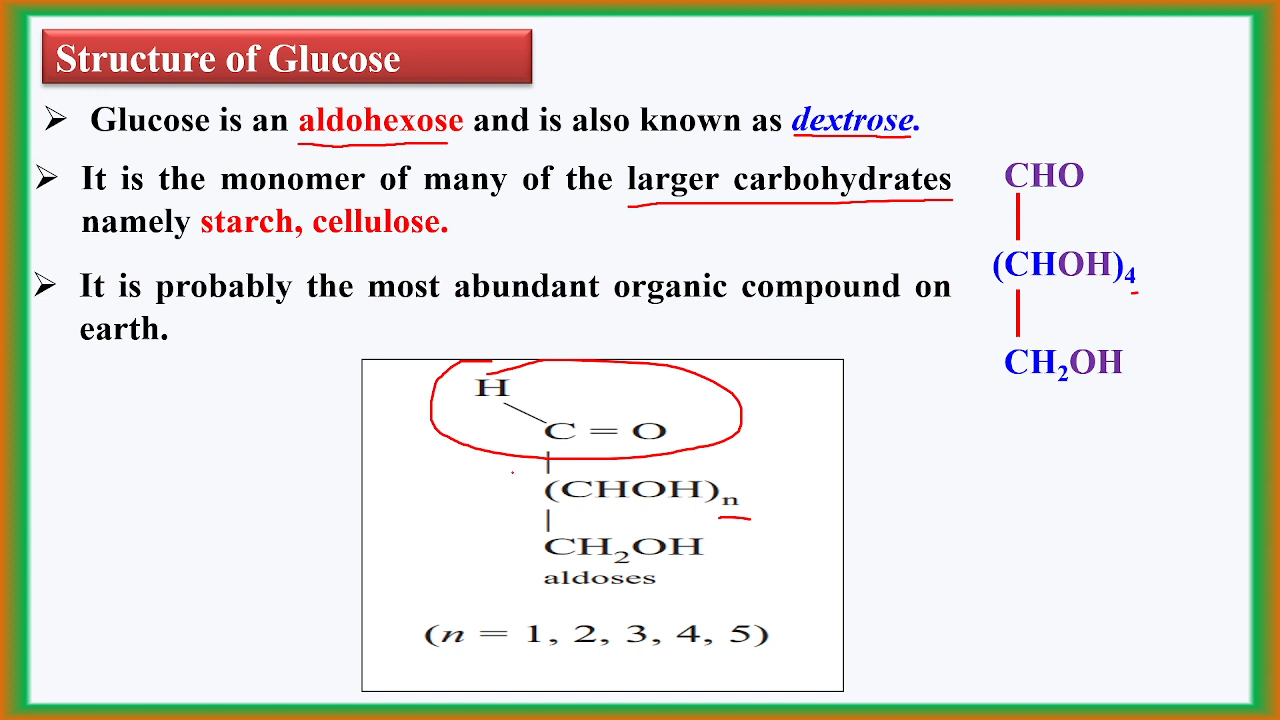 Structure of Glucose
➢ Glucose is an aldohexose and is also known as dextrose.
➢ It is the monomer of many of the larger carbohydrates
namely starch, cellulose.
➢ It is probably the most abundant organic compound on
earth.
CHO
|
(CHOH)₄
|
CH₂OH
H
C = O
|
(CHOH)ₙ
|
CH₂OH
aldoses
(n = 1, 2, 3, 4, 5)